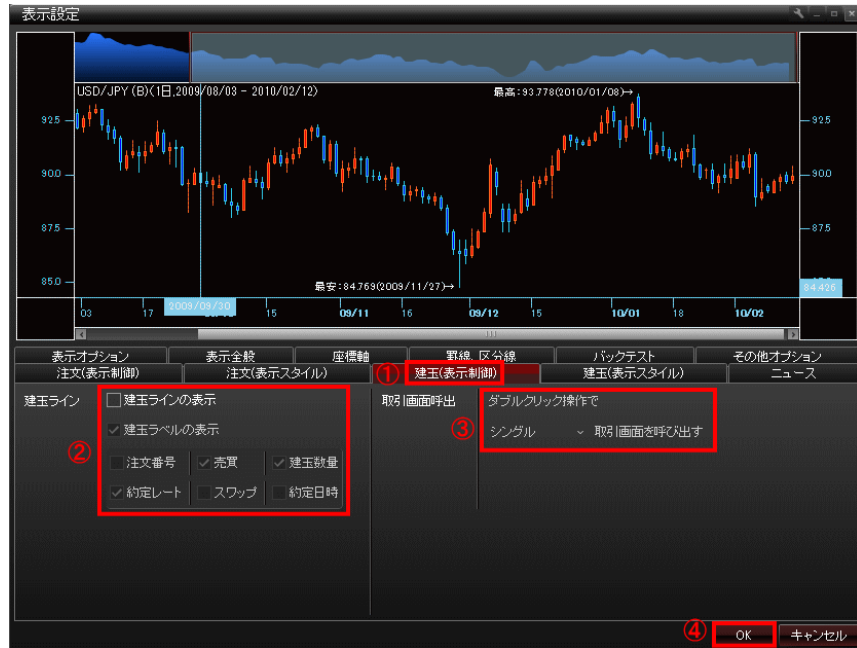 表示設定
USD/JPY (B)(1日,2009/08/03 - 2010/02/12)
最高:93.778(2010/01/08)→
92.5
92.5
90.0
90.0
87.5
87.5
85.0
最安:84.769(2009/11/27)→
84.426
03 17 2009/09/30 15 09/11 16 09/12 15 10/01 18 10/02
表示オプション 表示全般 座標軸 罫線、区分線 バックテスト その他オプション
注文(表示制御) 注文(表示スタイル) ① 建玉(表示制御) 建玉(表示スタイル) ニュース
建玉ライン 建玉ラインの表示 取引画面呼出 ダブルクリック操作で
建玉ラベルの表示 ③ シングル 取引画面を呼び出す
② 注文番号 売買 建玉数量
約定レート スワップ 約定日時
④ OK キャンセル